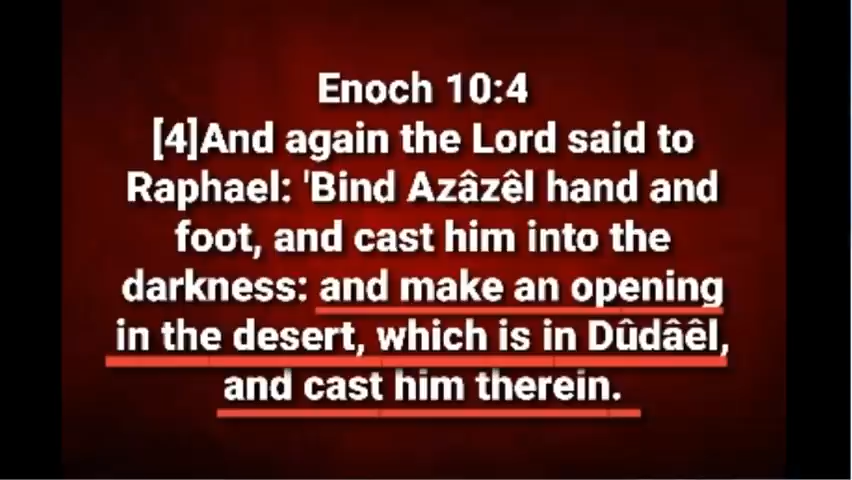 Enoch 10:4
[4]And again the Lord said to
Raphael: 'Bind Azâzêl hand and
foot, and cast him into the
darkness: and make an opening
in the desert, which is in Dûdâêl,
and cast him therein.